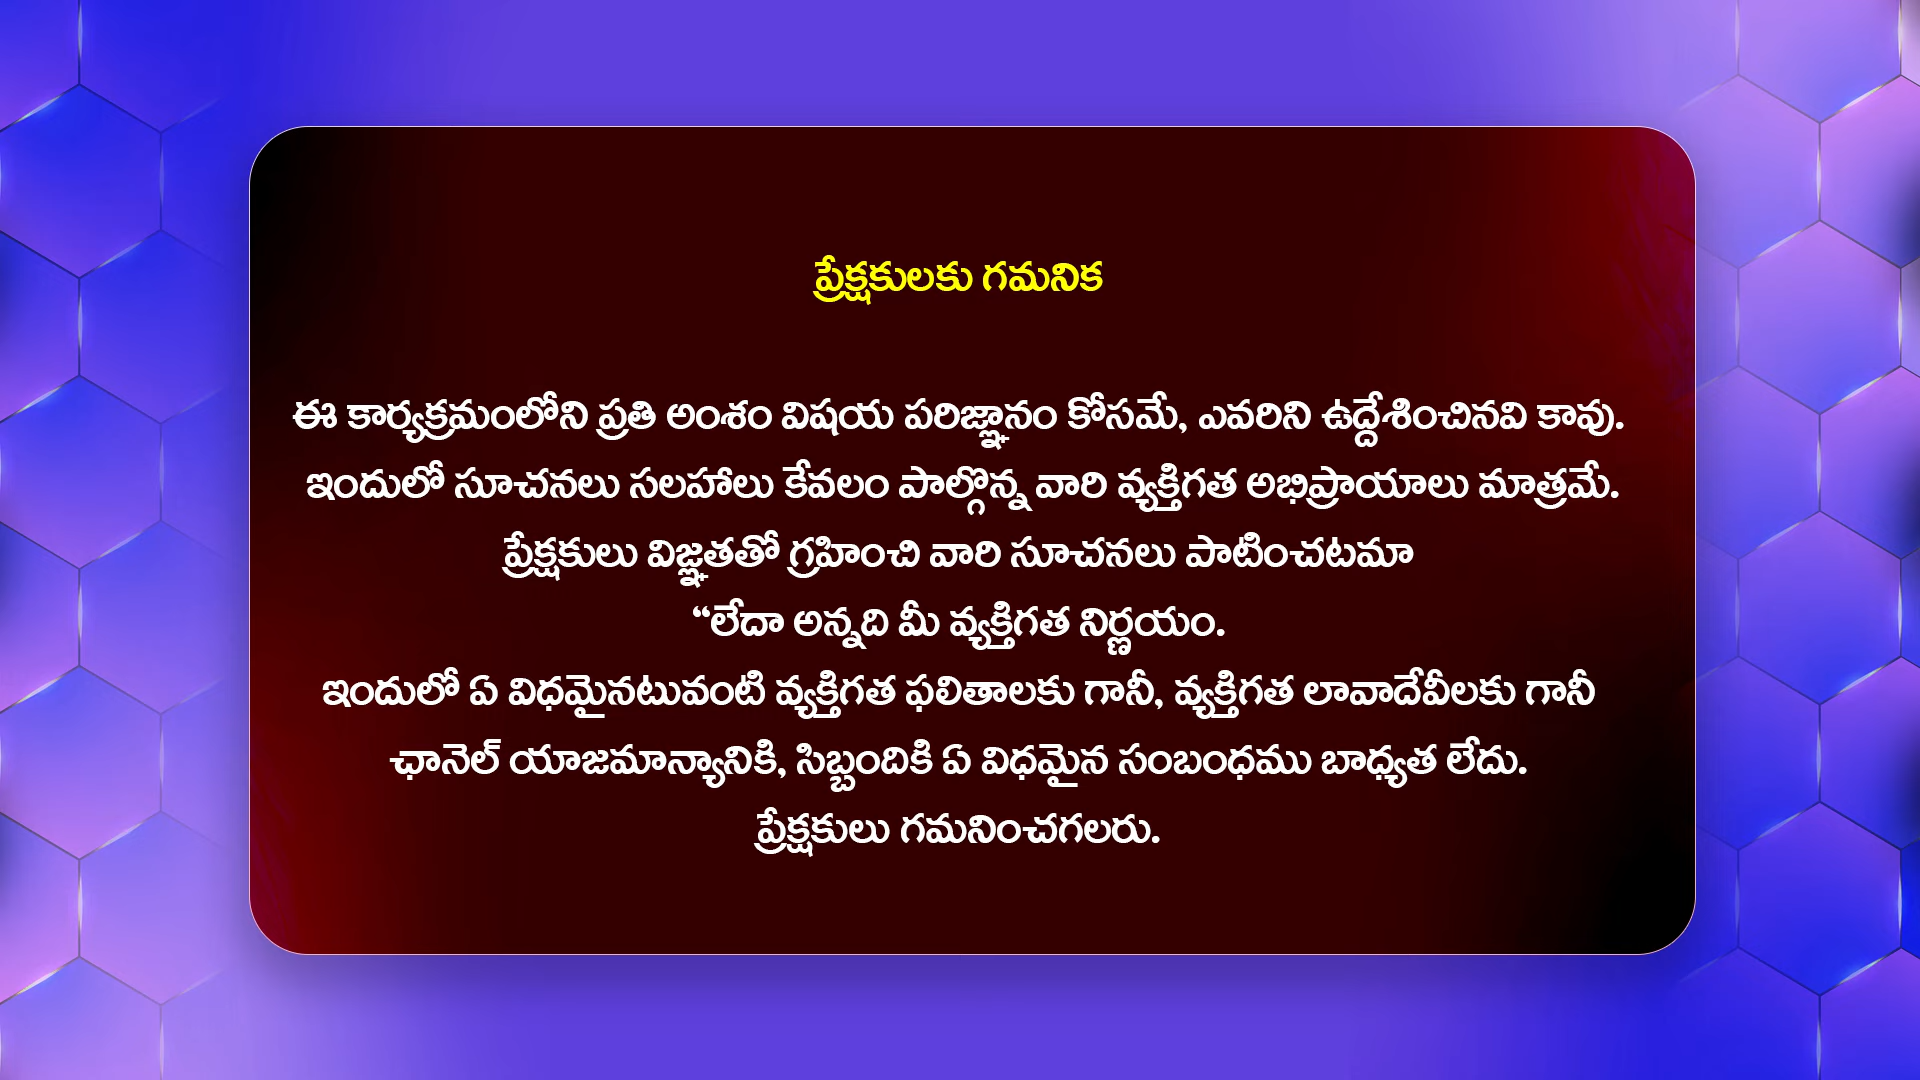 ప్రేక్షకులకు గమనిక
ఈ కార్యక్రమంలోని ప్రతి అంశం విషయ పరిజ్ఞానం కోసమే, ఎవరిని ఉద్దేశించినవి కావు.
ఇందులో సూచనలు సలహాలు కేవలం పాల్గొన్న వారి వ్యక్తిగత అభిప్రాయాలు మాత్రమే.
ప్రేక్షకులు విజ్ఞతతో గ్రహించి వారి సూచనలు పాటించటమా
“లేదా అన్నది మీ వ్యక్తిగత నిర్ణయం.
ఇందులో ఏ విధమైనటువంటి వ్యక్తిగత ఫలితాలకు గానీ, వ్యక్తిగత లావాదేవీలకు గానీ
ఛానెల్ యాజమాన్యానికి, సిబ్బందికి ఏ విధమైన సంబంధము బాధ్యత లేదు.
ప్రేక్షకులు గమనించగలరు.